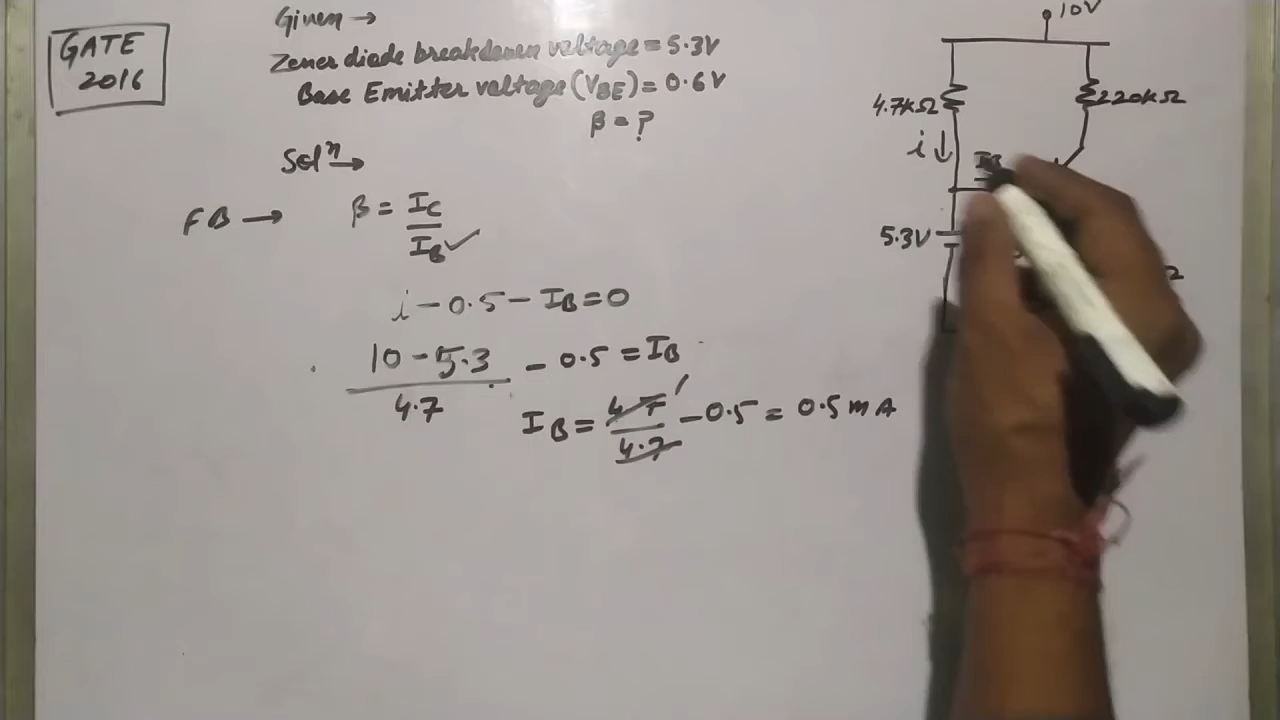 GATE
2016
Given →
Zener diode breakdown voltage = 5.3V
Base Emitter voltage (VBE) = 0.6V
β = ?
Solⁿ →
FB → β = IC / IB ✓
i - 0.5 - IB = 0
10 - 5.3 / 4.7 - 0.5 = IB
IB = 4.7 / 4.7 1 - 0.5 = 0.5 mA
10V
4.7kΩ
220kΩ
i ↓
IB
5.3V
Ω